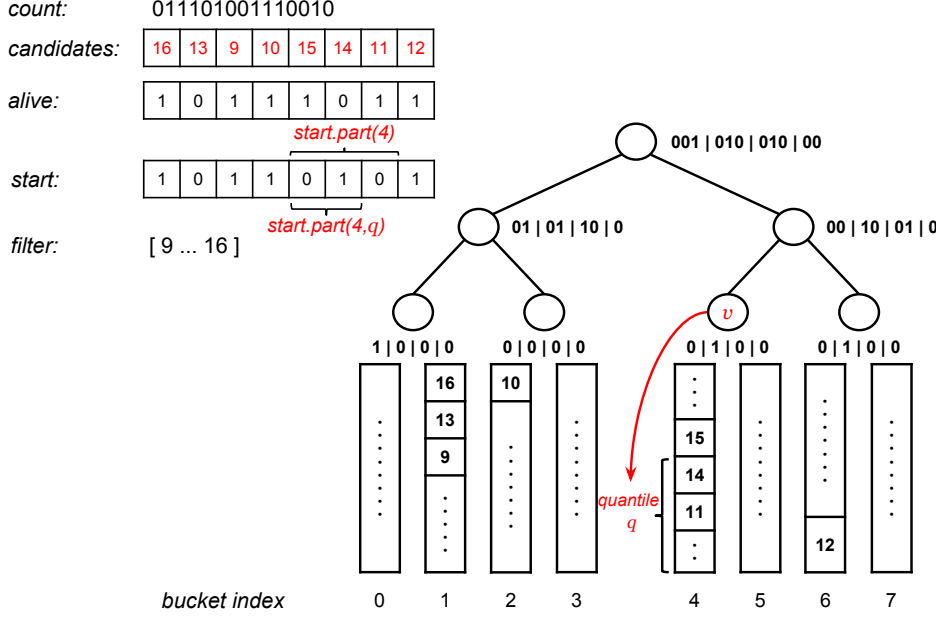 count: 011101001110010
candidates: 16 13 9 10 15 14 11 12
alive: 1 0 1 1 1 0 1 1
start.part(4)
001 | 010 | 010 | 00
start: 1 0 1 1 0 1 0 1
start.part(4,q)
01 | 01 | 10 | 0
00 | 10 | 01 | 0
filter: [ 9 ... 16 ]
v
1 | 0 | 0 | 0
0 | 0 | 0 | 0
0 | 1 | 0 | 0
0 | 1 | 0 | 0
16
13
9
10
15
14
11
12
quantile
q
bucket index 0 1 2 3 4 5 6 7